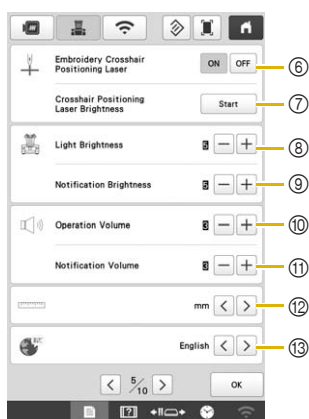 Embroidery Crosshair
Positioning Laser
ON OFF
⑥
Crosshair Positioning
Laser Brightness
Start
⑦
Light Brightness
5 − +
⑧
Notification Brightness
5 − +
⑨
Operation Volume
3 − +
⑩
Notification Volume
3 − +
⑪
mm < >
⑫
English < >
⑬
< 5/10 >
OK